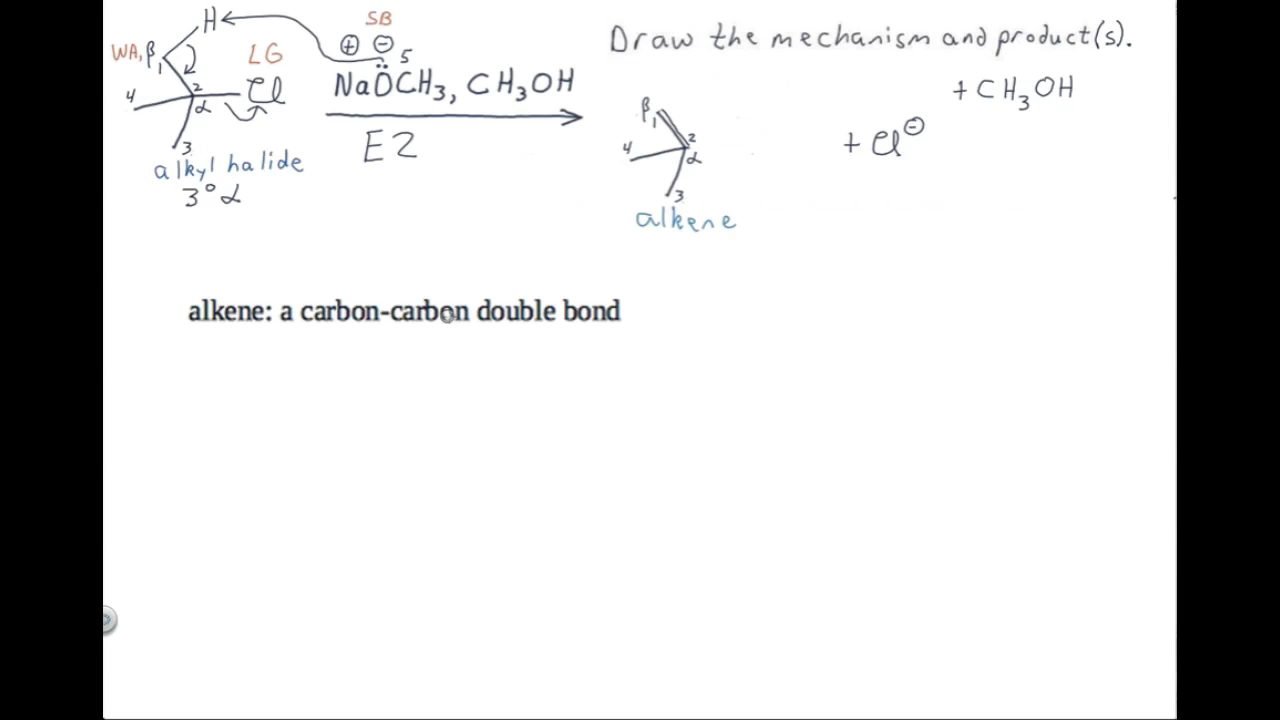 Draw the mechanism and product(s).
H
SB
⊕ ⊖ 5
WA, β 1
LG
4 2 α Cl
3
NaÖCH₃, CH₃OH
E2
alkyl halide
3° α
β 1
4 2 α
3
alkene
+ Cl⊖
+ CH₃OH
alkene: a carbon-carbon double bond